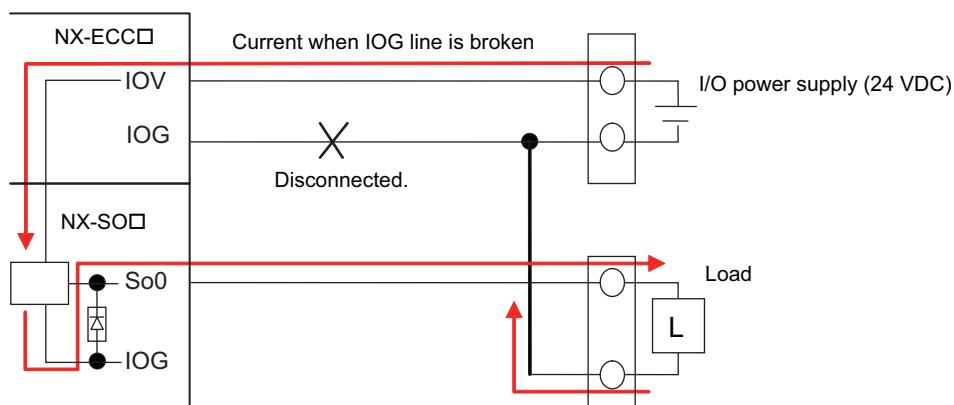 NX-ECC□
Current when IOG line is broken
IOV
I/O power supply (24 VDC)
IOG
Disconnected.
NX-SO□
So0
Load
L
IOG